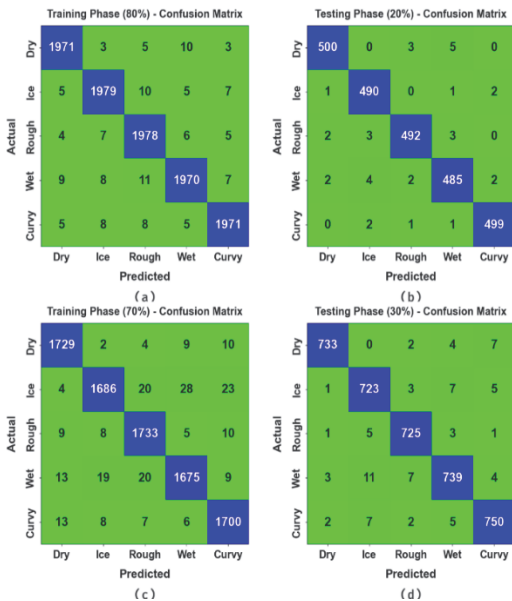 Training Phase (80%) - Confusion Matrix
Actual
Dry 1971 3 5 10 3
Ice 5 1979 10 5 7
Rough 4 7 1978 6 5
Wet 9 8 11 1970 7
Curvy 5 8 8 5 1971
Dry Ice Rough Wet Curvy
Predicted
(a)
Testing Phase (20%) - Confusion Matrix
Actual
Dry 500 0 3 5 0
Ice 1 490 0 1 2
Rough 2 3 492 3 0
Wet 2 4 2 485 2
Curvy 0 2 1 1 499
Dry Ice Rough Wet Curvy
Predicted
(b)
Training Phase (70%) - Confusion Matrix
Actual
Dry 1729 2 4 9 10
Ice 4 1686 20 28 23
Rough 9 8 1733 5 10
Wet 13 19 20 1675 9
Curvy 13 8 7 6 1700
Dry Ice Rough Wet Curvy
Predicted
(c)
Testing Phase (30%) - Confusion Matrix
Actual
Dry 733 0 2 4 7
Ice 1 723 3 7 5
Rough 1 5 725 3 1
Wet 3 11 7 739 4
Curvy 2 7 2 5 750
Dry Ice Rough Wet Curvy
Predicted
(d)